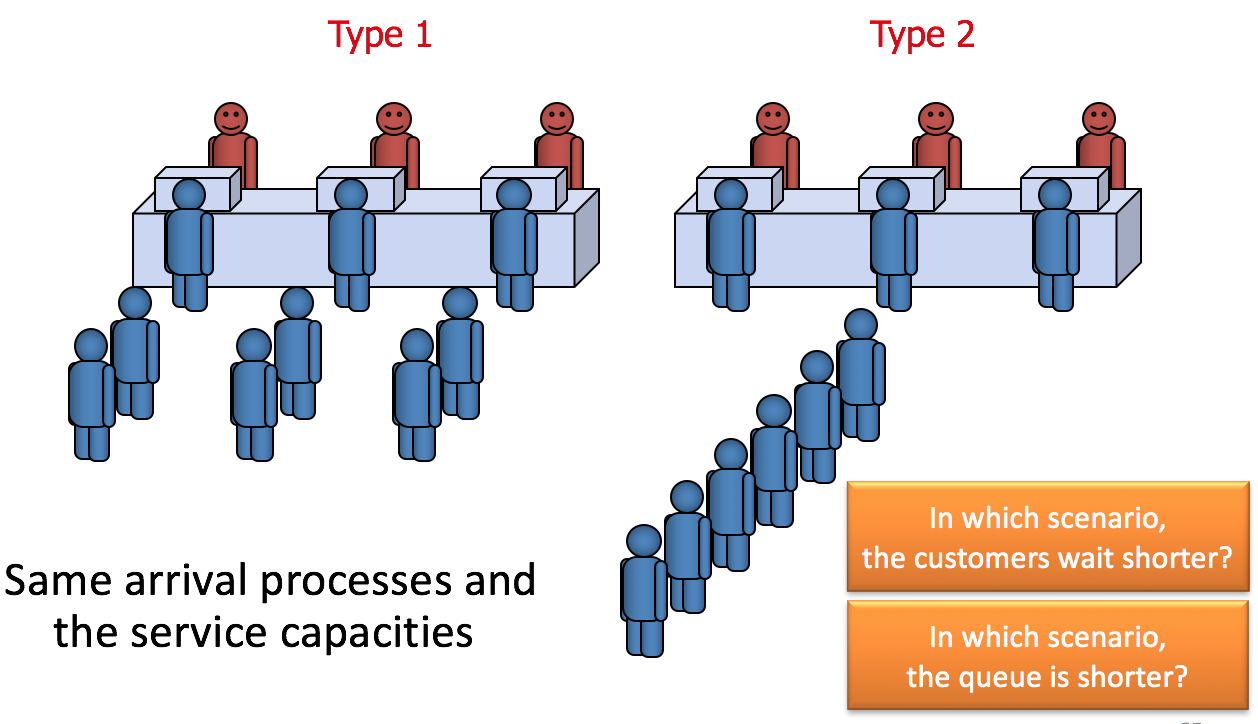 Type 1
Type 2
Same arrival processes and
the service capacities
In which scenario,
the customers wait shorter?
In which scenario,
the queue is shorter?